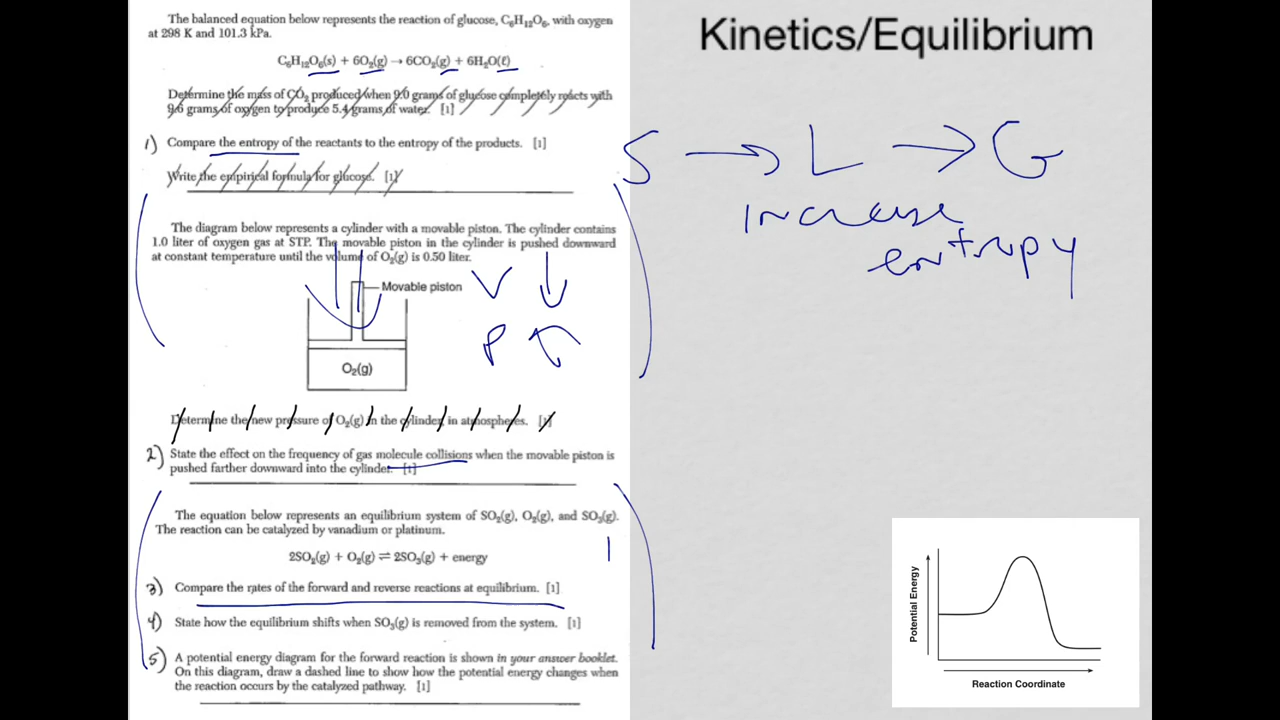 The balanced equation below represents the reaction of glucose, C₆H₁₂O₆, with oxygen
at 298 K and 101.3 kPa.
C₆H₁₂O₆(s) + 6O₂(g) → 6CO₂(g) + 6H₂O(ℓ)
Determine the mass of CO₂ produced when 9.0 grams of glucose completely reacts with
9.6 grams of oxygen to produce 5.4 grams of water. [1]
1) Compare the entropy of the reactants to the entropy of the products. [1]
Write the empirical formula for glucose. [1]
The diagram below represents a cylinder with a movable piston. The cylinder contains
1.0 liter of oxygen gas at STP. The movable piston in the cylinder is pushed downward
at constant temperature until the volume of O₂(g) is 0.50 liter.
Movable piston
O₂(g)
V ↓
P ↑
Determine the new pressure of O₂(g) in the cylinder, in atmospheres. [1]
2) State the effect on the frequency of gas molecule collisions when the movable piston is
pushed farther downward into the cylinder. [1]
The equation below represents an equilibrium system of SO₂(g), O₂(g), and SO₃(g).
The reaction can be catalyzed by vanadium or platinum.
2SO₂(g) + O₂(g) ⇌ 2SO₃(g) + energy
3) Compare the rates of the forward and reverse reactions at equilibrium. [1]
4) State how the equilibrium shifts when SO₃(g) is removed from the system. [1]
5) A potential energy diagram for the forward reaction is shown in your answer booklet.
On this diagram, draw a dashed line to show how the potential energy changes when
the reaction occurs by the catalyzed pathway. [1]
Kinetics/Equilibrium
S → L → G
Increase
entropy
Potential Energy
Reaction Coordinate